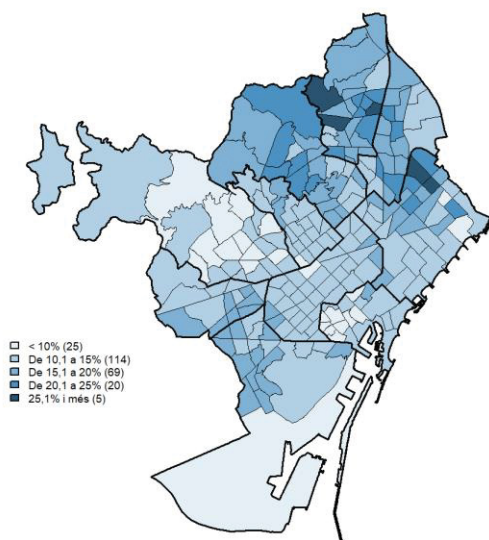 < 10% (25)
De 10,1 a 15% (114)
De 15,1 a 20% (69)
De 20,1 a 25% (20)
25,1% i més (5)